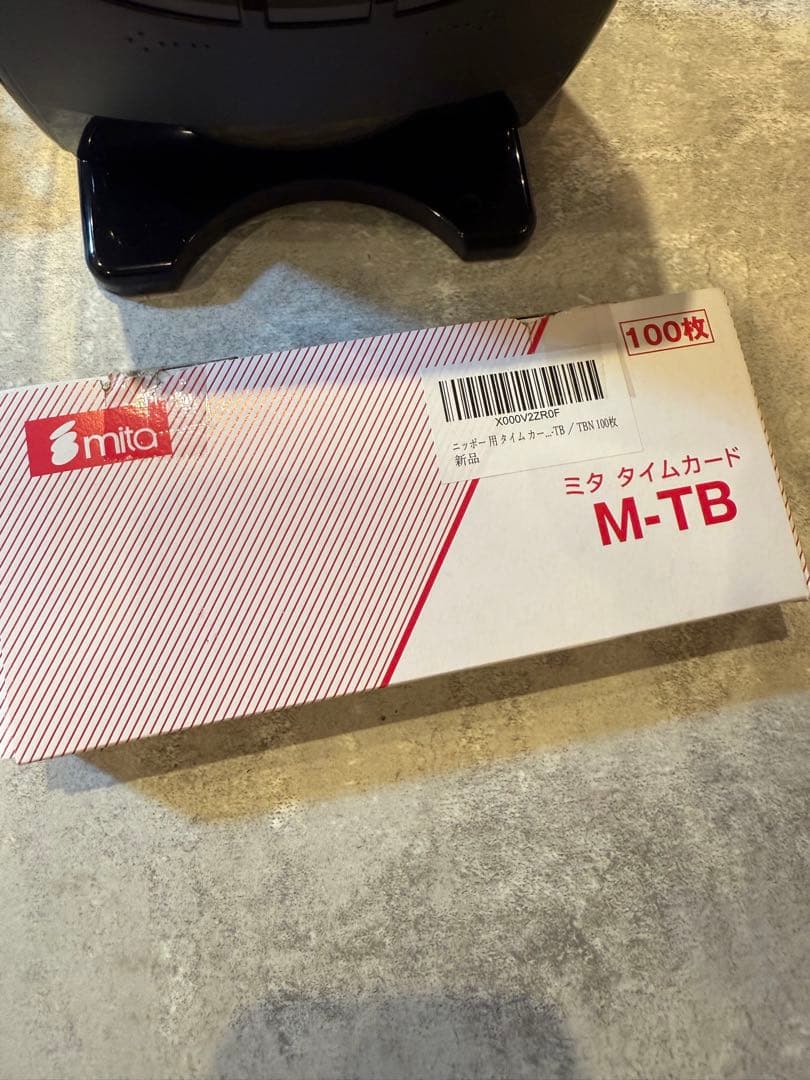 100枚
mita
X000V2ZR0F
ニッポー用タイムカー...-TB / TBN 100枚
新品
ミタ タイムカード
M-TB